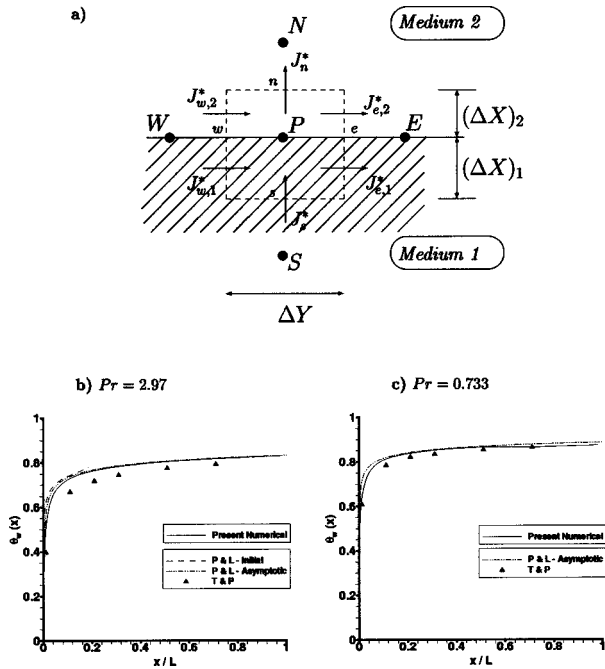 a)
N
Medium 2
n
J*n
J*w,2
J*e,2
W
w
P
e
E
(ΔX)2
(ΔX)1
J*w,1
s
J*e,1
J*s
S
Medium 1
ΔY
b) Pr = 2.97
c) Pr = 0.733
1
0.8
0.6
0.4
0.2
0
θw(x)
Present Numerical
P & L - Initial
P & L - Asymptotic
T & P
0
0.2
0.4
0.6
0.8
1
x / L
1
0.8
0.6
0.4
0.2
0
θw(x)
Present Numerical
P & L - Asymptotic
T & P
0
0.2
0.4
0.6
0.8
1
x / L